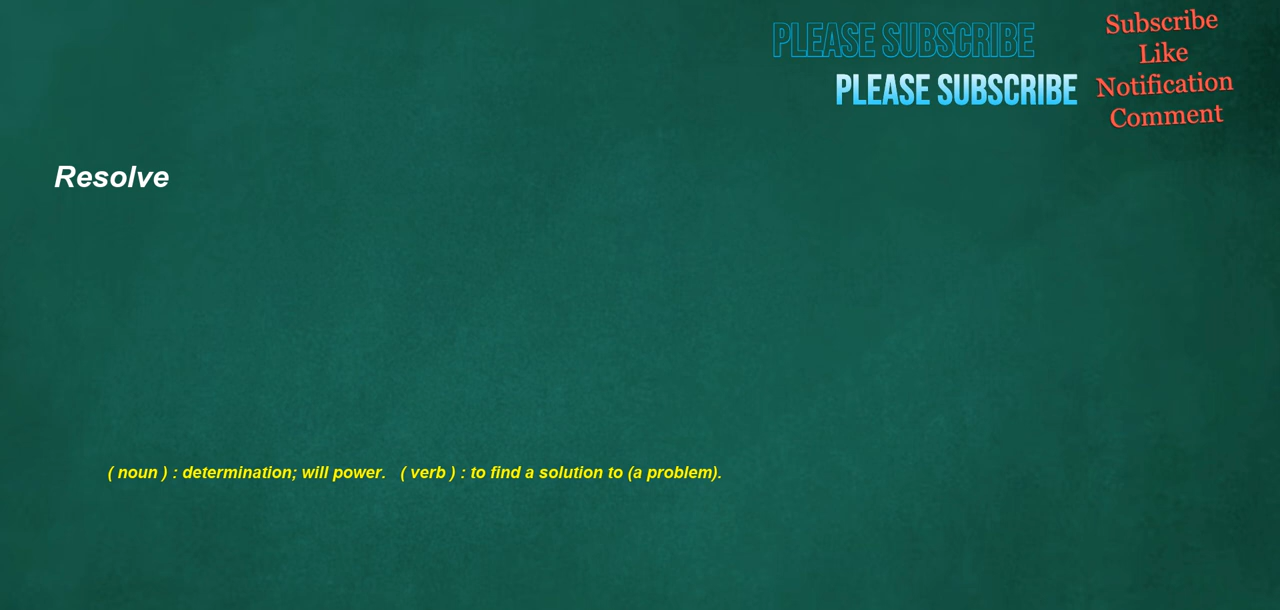 PLEASE SUBSCRIBE
PLEASE SUBSCRIBE
Subscribe
Like
Notification
Comment
Resolve
( noun ) : determination; will power.   ( verb ) : to find a solution to (a problem).